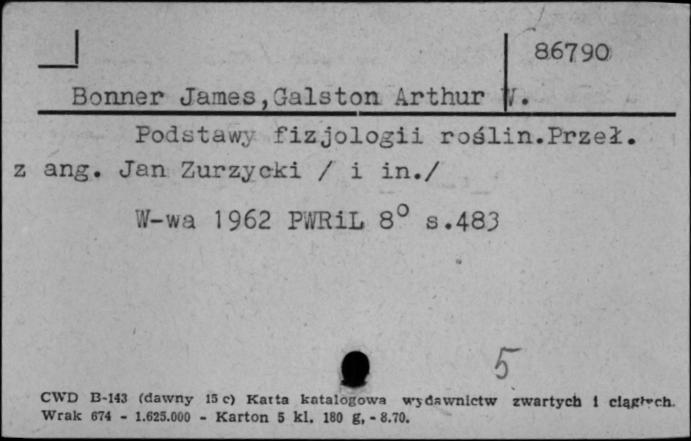 86790
Bonner James,Galston Arthur W.
Podstawy fizjologii roślin.Przeł.
z ang. Jan Zurzycki / i in./
W-wa 1962 PWRiL 8° s.483
5
CWD B-143 (dawny 15 c) Karta katalogowa wydawnictw zwartych i ciągłych.
Wrak 674 - 1.625.000 - Karton 5 kl. 180 g. - 8.70.